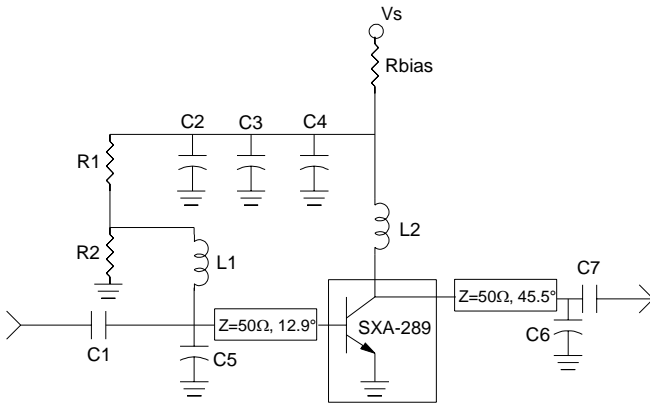 Vs
Rbias
C2 C3 C4
R1
R2
L1
L2
Z=50Ω, 12.9°
SXA-289
Z=50Ω, 45.5°
C7
C1
C5
C6